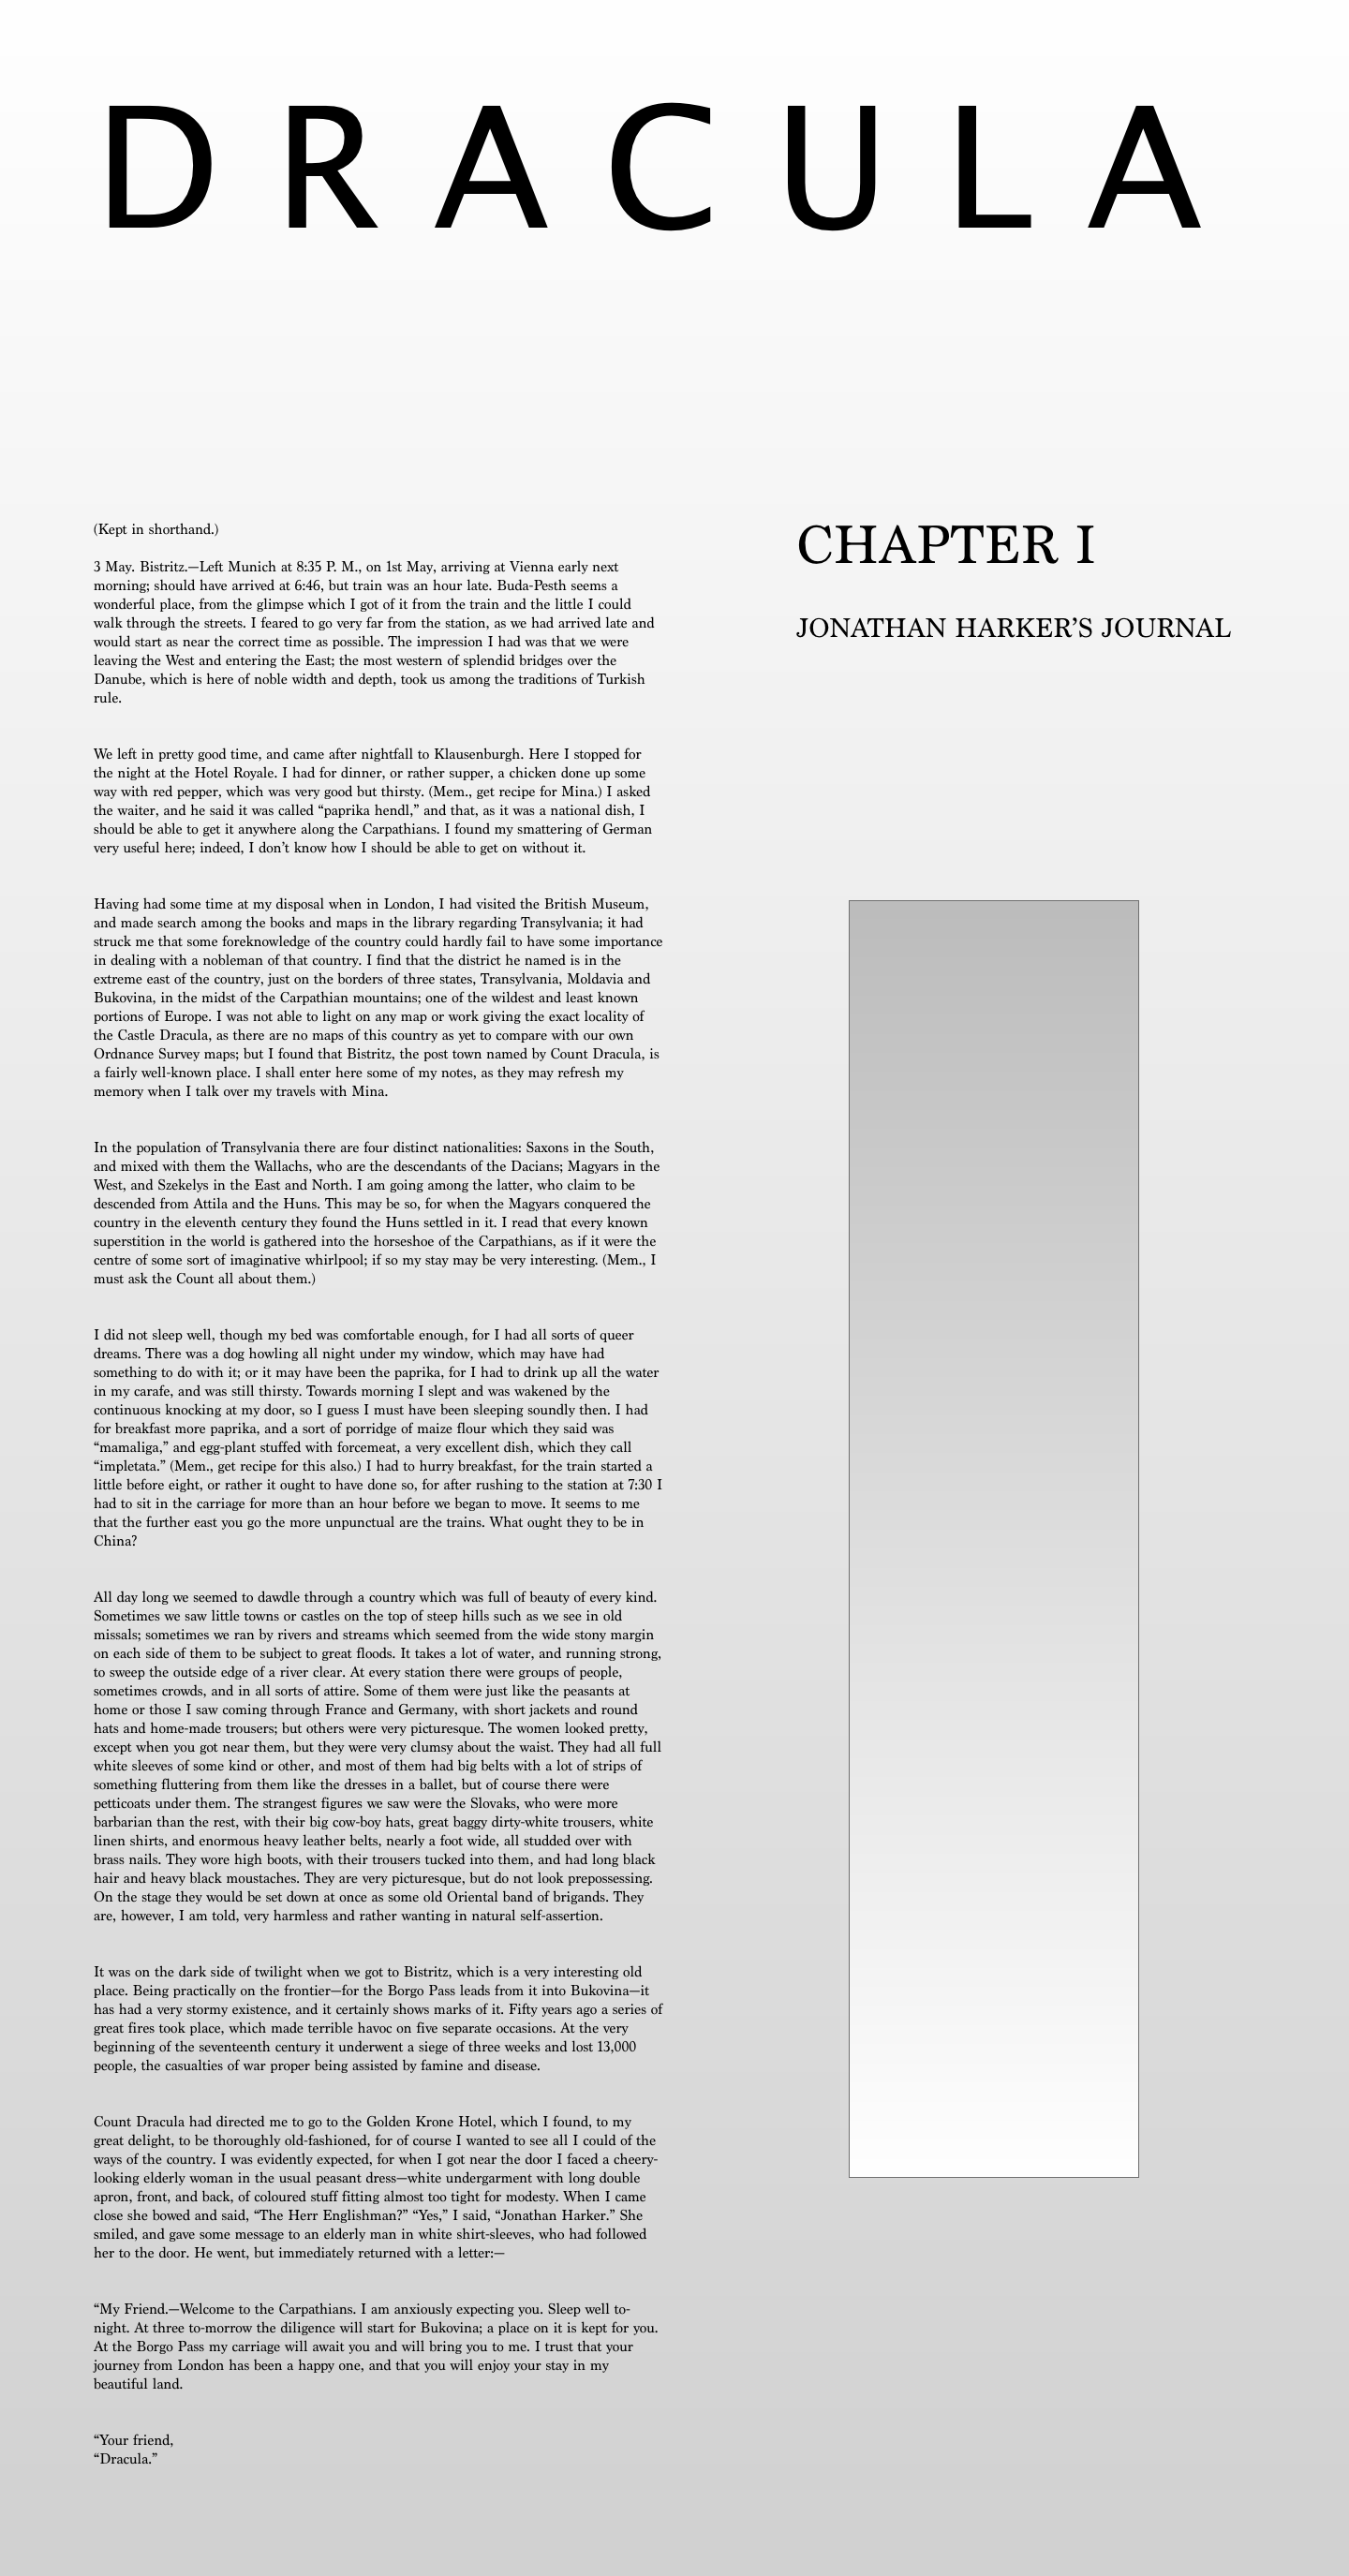 DRACULA
CHAPTER I
JONATHAN HARKER’S JOURNAL
(Kept in shorthand.)
3 May. Bistritz.—Left Munich at 8:35 P. M., on 1st May, arriving at Vienna early next
morning; should have arrived at 6:46, but train was an hour late. Buda-Pesth seems a
wonderful place, from the glimpse which I got of it from the train and the little I could
walk through the streets. I feared to go very far from the station, as we had arrived late and
would start as near the correct time as possible. The impression I had was that we were
leaving the West and entering the East; the most western of splendid bridges over the
Danube, which is here of noble width and depth, took us among the traditions of Turkish
rule.
We left in pretty good time, and came after nightfall to Klausenburgh. Here I stopped for
the night at the Hotel Royale. I had for dinner, or rather supper, a chicken done up some
way with red pepper, which was very good but thirsty. (Mem., get recipe for Mina.) I asked
the waiter, and he said it was called “paprika hendl,” and that, as it was a national dish, I
should be able to get it anywhere along the Carpathians. I found my smattering of German
very useful here; indeed, I don’t know how I should be able to get on without it.
Having had some time at my disposal when in London, I had visited the British Museum,
and made search among the books and maps in the library regarding Transylvania; it had
struck me that some foreknowledge of the country could hardly fail to have some importance
in dealing with a nobleman of that country. I find that the district he named is in the
extreme east of the country, just on the borders of three states, Transylvania, Moldavia and
Bukovina, in the midst of the Carpathian mountains; one of the wildest and least known
portions of Europe. I was not able to light on any map or work giving the exact locality of
the Castle Dracula, as there are no maps of this country as yet to compare with our own
Ordnance Survey maps; but I found that Bistritz, the post town named by Count Dracula, is
a fairly well-known place. I shall enter here some of my notes, as they may refresh my
memory when I talk over my travels with Mina.
In the population of Transylvania there are four distinct nationalities: Saxons in the South,
and mixed with them the Wallachs, who are the descendants of the Dacians; Magyars in the
West, and Szekelys in the East and North. I am going among the latter, who claim to be
descended from Attila and the Huns. This may be so, for when the Magyars conquered the
country in the eleventh century they found the Huns settled in it. I read that every known
superstition in the world is gathered into the horseshoe of the Carpathians, as if it were the
centre of some sort of imaginative whirlpool; if so my stay may be very interesting. (Mem., I
must ask the Count all about them.)
I did not sleep well, though my bed was comfortable enough, for I had all sorts of queer
dreams. There was a dog howling all night under my window, which may have had
something to do with it; or it may have been the paprika, for I had to drink up all the water
in my carafe, and was still thirsty. Towards morning I slept and was wakened by the
continuous knocking at my door, so I guess I must have been sleeping soundly then. I had
for breakfast more paprika, and a sort of porridge of maize flour which they said was
“mamaliga,” and egg-plant stuffed with forcemeat, a very excellent dish, which they call
“impletata.” (Mem., get recipe for this also.) I had to hurry breakfast, for the train started a
little before eight, or rather it ought to have done so, for after rushing to the station at 7:30 I
had to sit in the carriage for more than an hour before we began to move. It seems to me
that the further east you go the more unpunctual are the trains. What ought they to be in
China?
All day long we seemed to dawdle through a country which was full of beauty of every kind.
Sometimes we saw little towns or castles on the top of steep hills such as we see in old
missals; sometimes we ran by rivers and streams which seemed from the wide stony margin
on each side of them to be subject to great floods. It takes a lot of water, and running strong,
to sweep the outside edge of a river clear. At every station there were groups of people,
sometimes crowds, and in all sorts of attire. Some of them were just like the peasants at
home or those I saw coming through France and Germany, with short jackets and round
hats and home-made trousers; but others were very picturesque. The women looked pretty,
except when you got near them, but they were very clumsy about the waist. They had all full
white sleeves of some kind or other, and most of them had big belts with a lot of strips of
something fluttering from them like the dresses in a ballet, but of course there were
petticoats under them. The strangest figures we saw were the Slovaks, who were more
barbarian than the rest, with their big cow-boy hats, great baggy dirty-white trousers, white
linen shirts, and enormous heavy leather belts, nearly a foot wide, all studded over with
brass nails. They wore high boots, with their trousers tucked into them, and had long black
hair and heavy black moustaches. They are very picturesque, but do not look prepossessing.
On the stage they would be set down at once as some old Oriental band of brigands. They
are, however, I am told, very harmless and rather wanting in natural self-assertion.
It was on the dark side of twilight when we got to Bistritz, which is a very interesting old
place. Being practically on the frontier—for the Borgo Pass leads from it into Bukovina—it
has had a very stormy existence, and it certainly shows marks of it. Fifty years ago a series of
great fires took place, which made terrible havoc on five separate occasions. At the very
beginning of the seventeenth century it underwent a siege of three weeks and lost 13,000
people, the casualties of war proper being assisted by famine and disease.
Count Dracula had directed me to go to the Golden Krone Hotel, which I found, to my
great delight, to be thoroughly old-fashioned, for of course I wanted to see all I could of the
ways of the country. I was evidently expected, for when I got near the door I faced a cheery-
looking elderly woman in the usual peasant dress—white undergarment with long double
apron, front, and back, of coloured stuff fitting almost too tight for modesty. When I came
close she bowed and said, “The Herr Englishman?” “Yes,” I said, “Jonathan Harker.” She
smiled, and gave some message to an elderly man in white shirt-sleeves, who had followed
her to the door. He went, but immediately returned with a letter:—
“My Friend.—Welcome to the Carpathians. I am anxiously expecting you. Sleep well to-
night. At three to-morrow the diligence will start for Bukovina; a place on it is kept for you.
At the Borgo Pass my carriage will await you and will bring you to me. I trust that your
journey from London has been a happy one, and that you will enjoy your stay in my
beautiful land.
“Your friend,
“Dracula.”